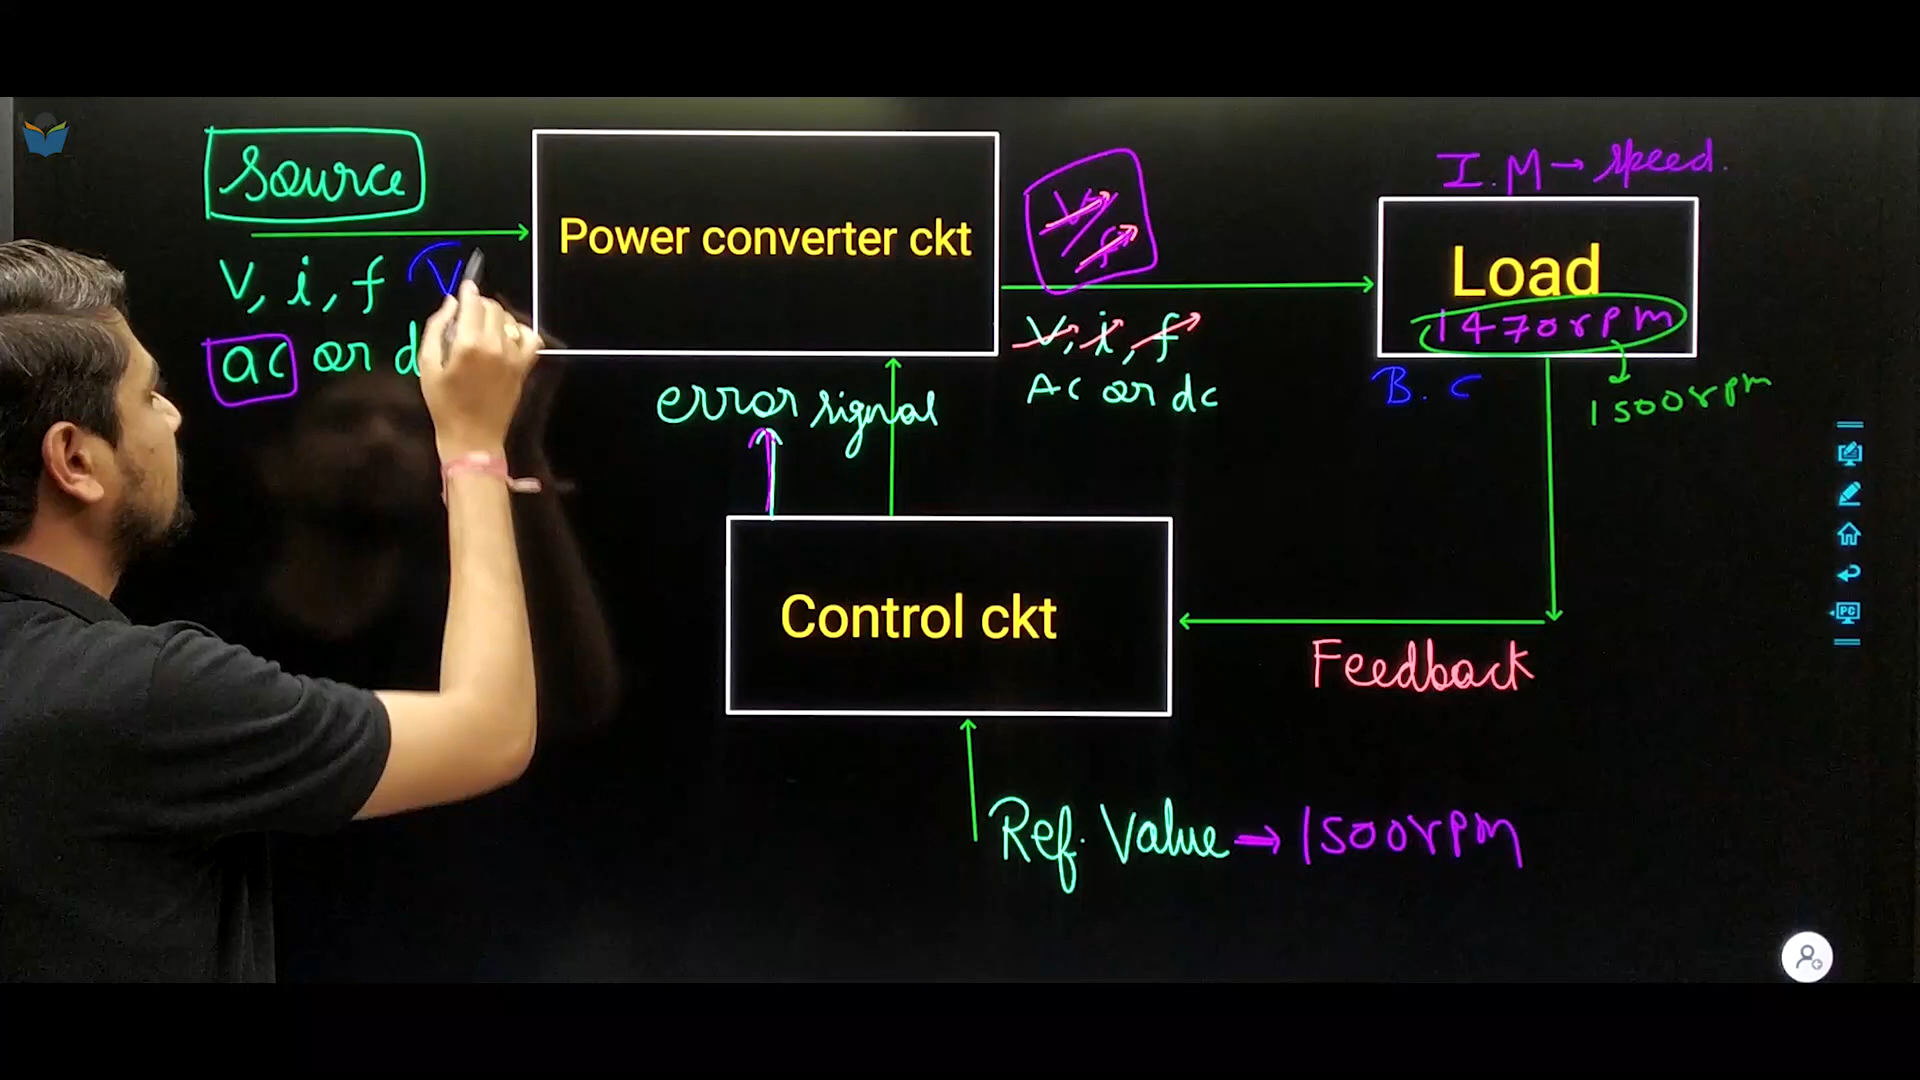 Source
V, i, f (V
ac or d
Power converter ckt
V/f
V, i, f
AC or dc
I.M → speed.
Load
1470rpm
1500rpm
B.C
error signal
Control ckt
Feedback
Ref. Value → 1500rpm
PC